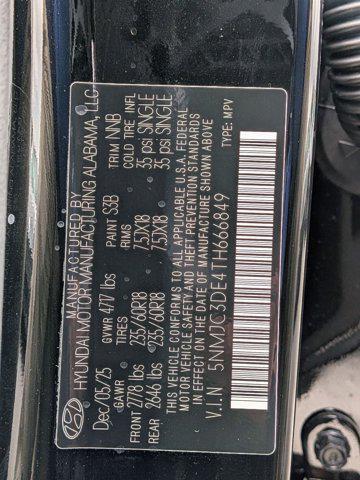 MANUFACTURED BY
HYUNDAI MOTOR MANUFACTURING ALABAMA, LLC
Dec/05/25 GVWR 4717 lbs PAINT S3B TRIM NNB
GAWR TIRES RIMS COLD TIRE INFL
FRONT 2778 lbs 235/60R18 7.5JX18 35 psi SINGLE
REAR 2646 lbs 235/60R18 7.5JX18 35 psi SINGLE
THIS VEHICLE CONFORMS TO ALL APPLICABLE U.S.A. FEDERAL
MOTOR VEHICLE SAFETY AND THEFT PREVENTION STANDARDS
IN EFFECT ON THE DATE OF MANUFACTURE SHOWN ABOVE
V.I.N 5NMJC3DE4TH666849 TYPE: MPV